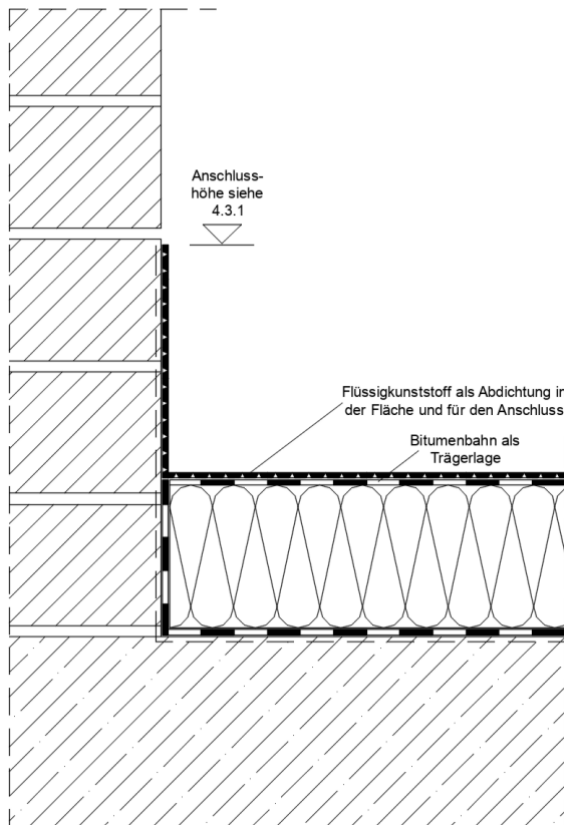 Anschluss-
höhe siehe
4.3.1
Flüssigkunststoff als Abdichtung in
der Fläche und für den Anschluss
Bitumenbahn als
Trägerlage